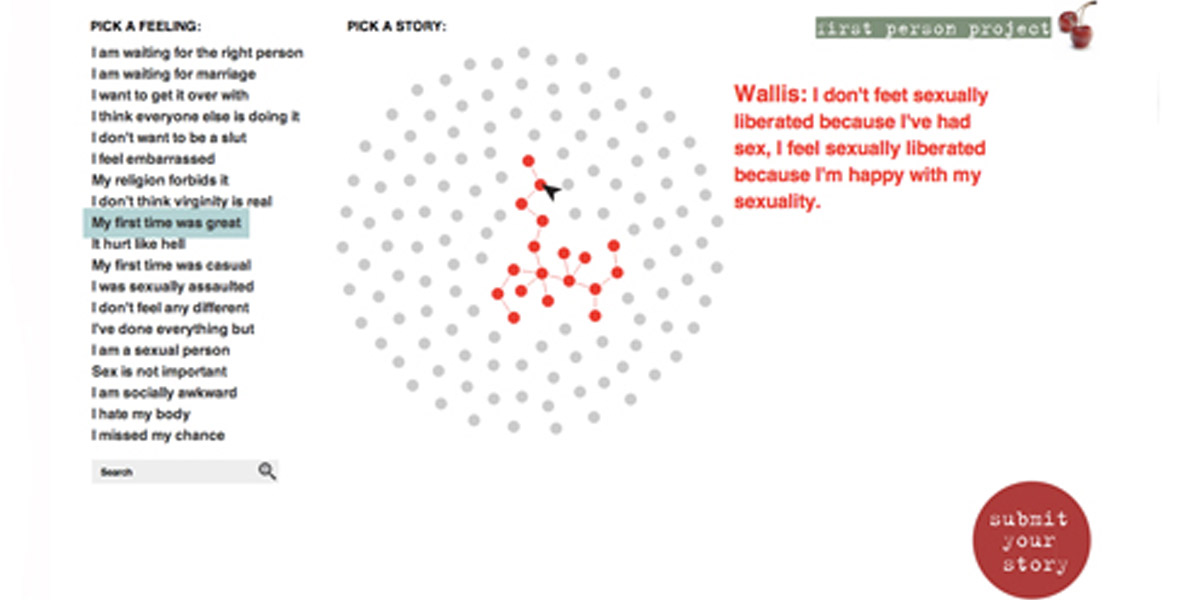 PICK A FEELING:
I am waiting for the right person
I am waiting for marriage
I want to get it over with
I think everyone else is doing it
I don't want to be a slut
I feel embarrassed
My religion forbids it
I don't think virginity is real
My first time was great
It hurt like hell
My first time was casual
I was sexually assaulted
I don't feel any different
I've done everything but
I am a sexual person
Sex is not important
I am socially awkward
I hate my body
I missed my chance
Search
PICK A STORY:
first person project
Wallis: I don't feet sexually
liberated because I've had
sex, I feel sexually liberated
because I'm happy with my
sexuality.
submit
your
story